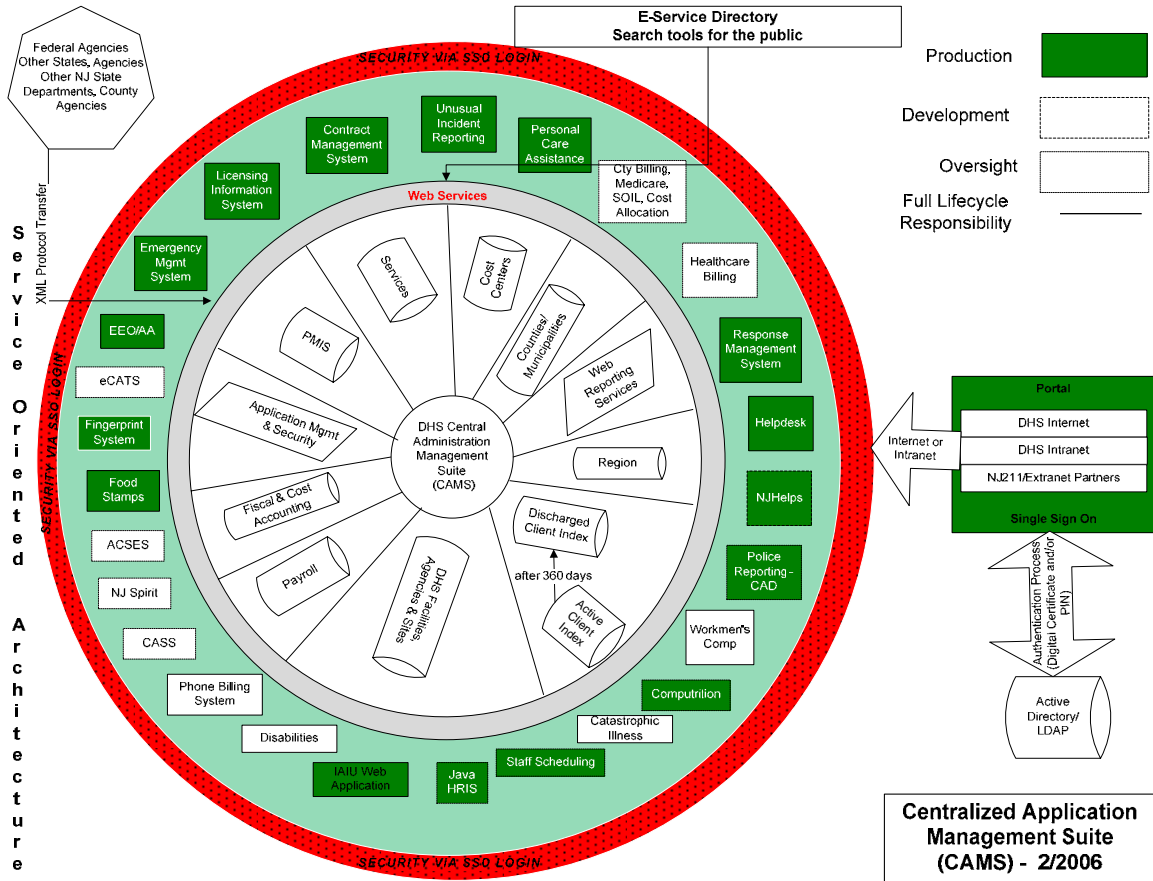 Federal Agencies
Other States, Agencies
Other NJ State
Departments, County
Agencies
E-Service Directory
Search tools for the public
Production
Development
Oversight
Full Lifecycle
Responsibility
SECURITY VIA SSO LOGIN
XML Protocol Transfer
Service Oriented Architecture
SECURITY VIA SSO LOGIN
Unusual
Incident
Reporting
Contract
Management
System
Personal
Care
Assistance
Cty Billing,
Medicare,
SOIL, Cost
Allocation
Licensing
Information
System
Healthcare
Billing
Emergency
Mgmt
System
EEO/AA
eCATS
Fingerprint
System
Food
Stamps
ACSES
NJ Spirit
CASS
Phone Billing
System
Disabilities
IAIU Web
Application
Java
HRIS
Staff Scheduling
Catastrophic
Illness
Computrition
Workmen's
Comp
Police
Reporting-
CAD
NJHelps
Helpdesk
Response
Management
System
Web Services
Services
Cost
Centers
Counties/
Municipalities
Web
Reporting
Services
Region
Discharged
Client Index
after 360 days
Active
Client
Index
DHS Facilities,
Agencies
& Sites
Payroll
Fiscal & Cost
Accounting
Application Mgmt
& Security
PMIS
DHS Central
Administration
Management
Suite
(CAMS)
Internet or
Intranet
Portal
DHS Internet
DHS Intranet
NJ211/Extranet Partners
Single Sign On
Authentication Process
(Digital Certificate and/or
PIN)
Active
Directory/
LDAP
SECURITY VIA SSO LOGIN
Centralized Application
Management Suite
(CAMS) - 2/2006